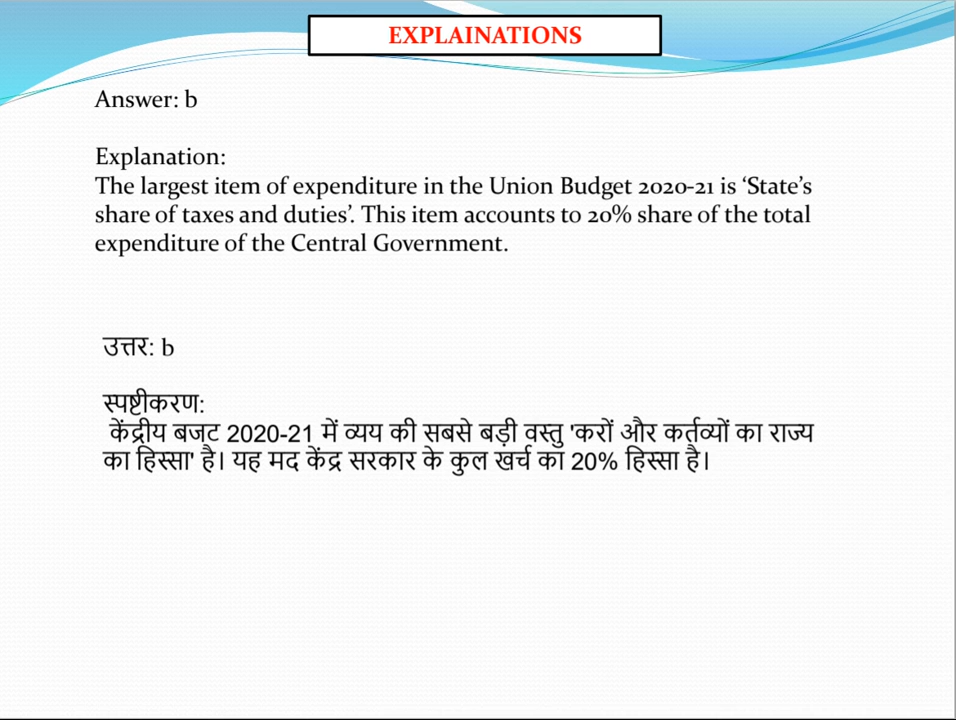 EXPLAINATIONS
Answer: b
Explanation:
The largest item of expenditure in the Union Budget 2020-21 is ‘State’s
share of taxes and duties’. This item accounts to 20% share of the total
expenditure of the Central Government.
उत्तर: b
स्पष्टीकरण:
केंद्रीय बजट 2020-21 में व्यय की सबसे बड़ी वस्तु 'करों और कर्तव्यों का राज्य
का हिस्सा' है। यह मद केंद्र सरकार के कुल खर्च का 20% हिस्सा है।